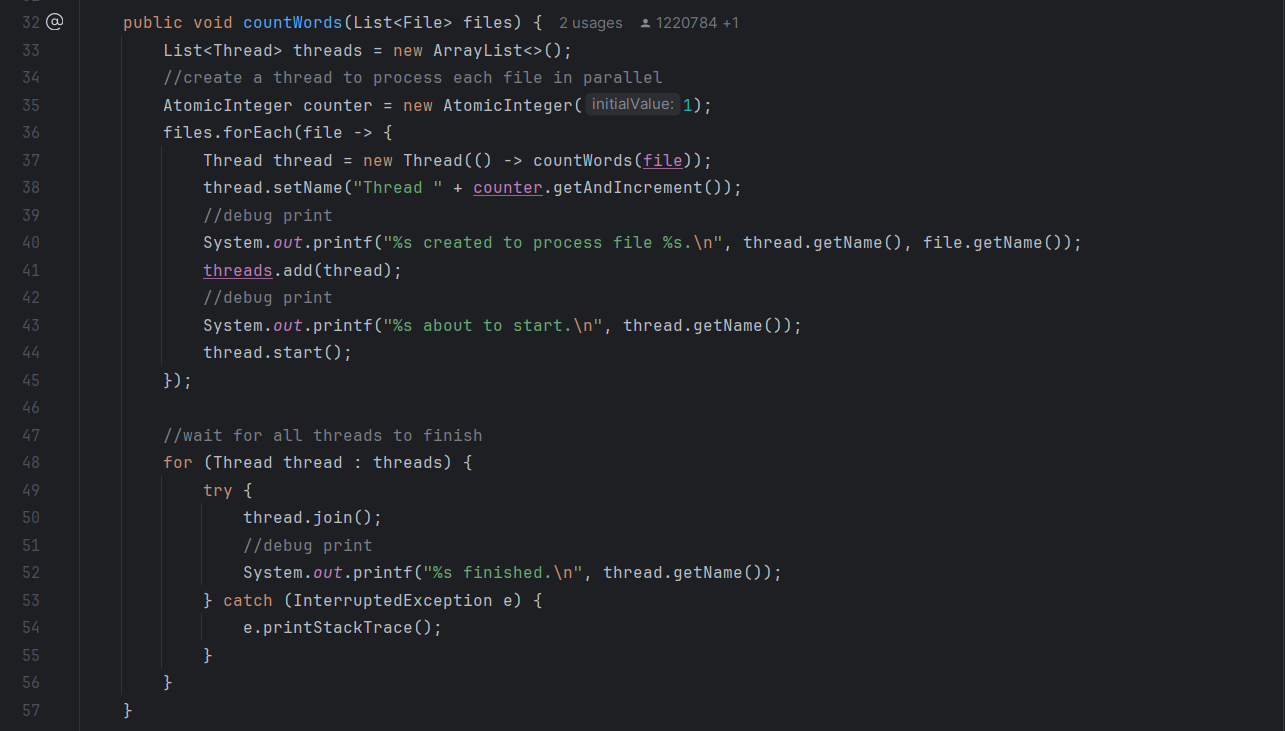 32 @ public void countWords(List<File> files) { 2 usages 1220784 +1
33 List<Thread> threads = new ArrayList<>();
34 //create a thread to process each file in parallel
35 AtomicInteger counter = new AtomicInteger( initialValue: 1);
36 files.forEach(file -> {
37 Thread thread = new Thread(() -> countWords(file));
38 thread.setName("Thread " + counter.getAndIncrement());
39 //debug print
40 System.out.printf("%s created to process file %s.\n", thread.getName(), file.getName());
41 threads.add(thread);
42 //debug print
43 System.out.printf("%s about to start.\n", thread.getName());
44 thread.start();
45 });
46
47 //wait for all threads to finish
48 for (Thread thread : threads) {
49 try {
50 thread.join();
51 //debug print
52 System.out.printf("%s finished.\n", thread.getName());
53 } catch (InterruptedException e) {
54 e.printStackTrace();
55 }
56 }
57 }